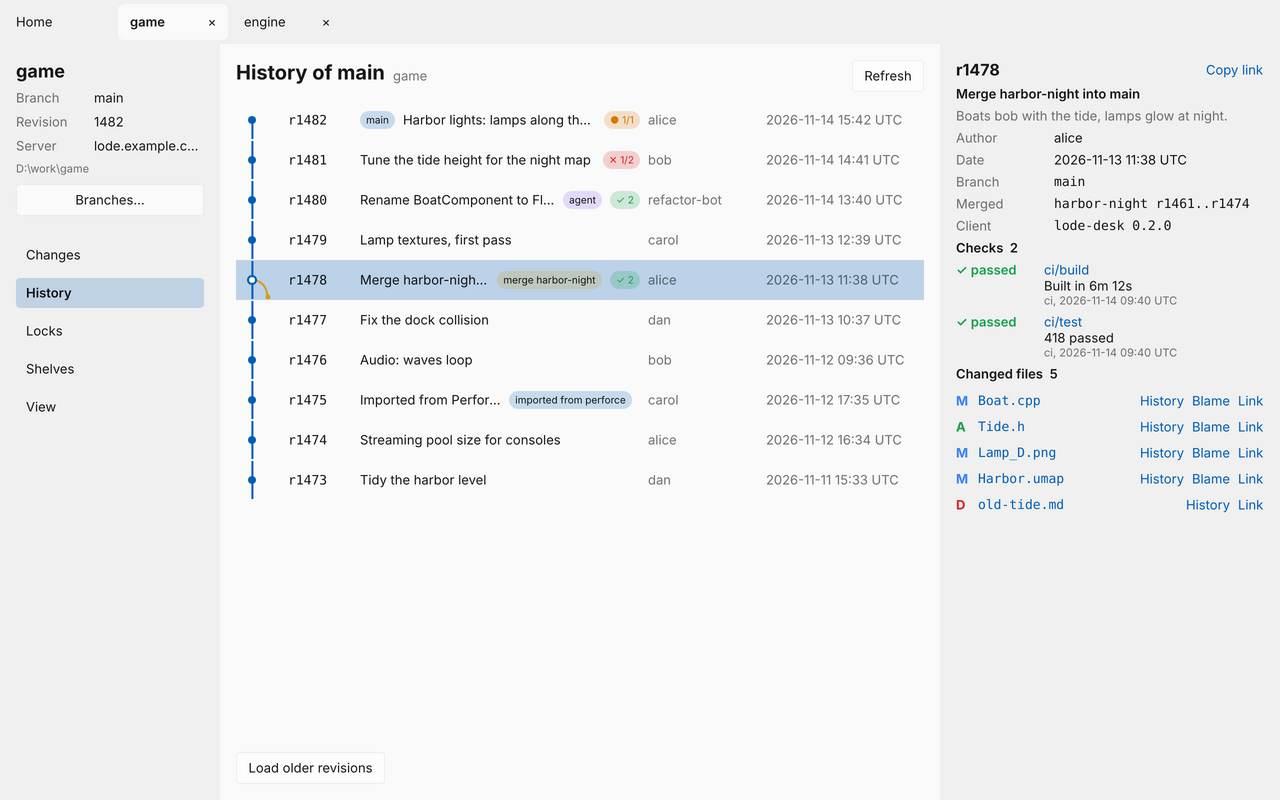 Home
game ×
engine ×
game
Branch main
Revision 1482
Server lode.example.c...
D:\work\game
Branches...
Changes
History
Locks
Shelves
View
History of main game
Refresh
r1482 main Harbor lights: lamps along th... ● 1/1 alice 2026-11-14 15:42 UTC
r1481 Tune the tide height for the night map ✕ 1/2 bob 2026-11-14 14:41 UTC
r1480 Rename BoatComponent to Fl... agent ✓ 2 refactor-bot 2026-11-14 13:40 UTC
r1479 Lamp textures, first pass carol 2026-11-13 12:39 UTC
r1478 Merge harbor-nigh... merge harbor-night ✓ 2 alice 2026-11-13 11:38 UTC
r1477 Fix the dock collision dan 2026-11-13 10:37 UTC
r1476 Audio: waves loop bob 2026-11-12 09:36 UTC
r1475 Imported from Perfor... imported from perforce carol 2026-11-12 17:35 UTC
r1474 Streaming pool size for consoles alice 2026-11-12 16:34 UTC
r1473 Tidy the harbor level dan 2026-11-11 15:33 UTC
Load older revisions
r1478 Copy link
Merge harbor-night into main
Boats bob with the tide, lamps glow at night.
Author alice
Date 2026-11-13 11:38 UTC
Branch main
Merged harbor-night r1461..r1474
Client lode-desk 0.2.0
Checks 2
✓ passed ci/build
Built in 6m 12s
ci, 2026-11-14 09:40 UTC
✓ passed ci/test
418 passed
ci, 2026-11-14 09:40 UTC
Changed files 5
M Boat.cpp History Blame Link
A Tide.h History Blame Link
M Lamp_D.png History Blame Link
M Harbor.umap History Blame Link
D old-tide.md History Link